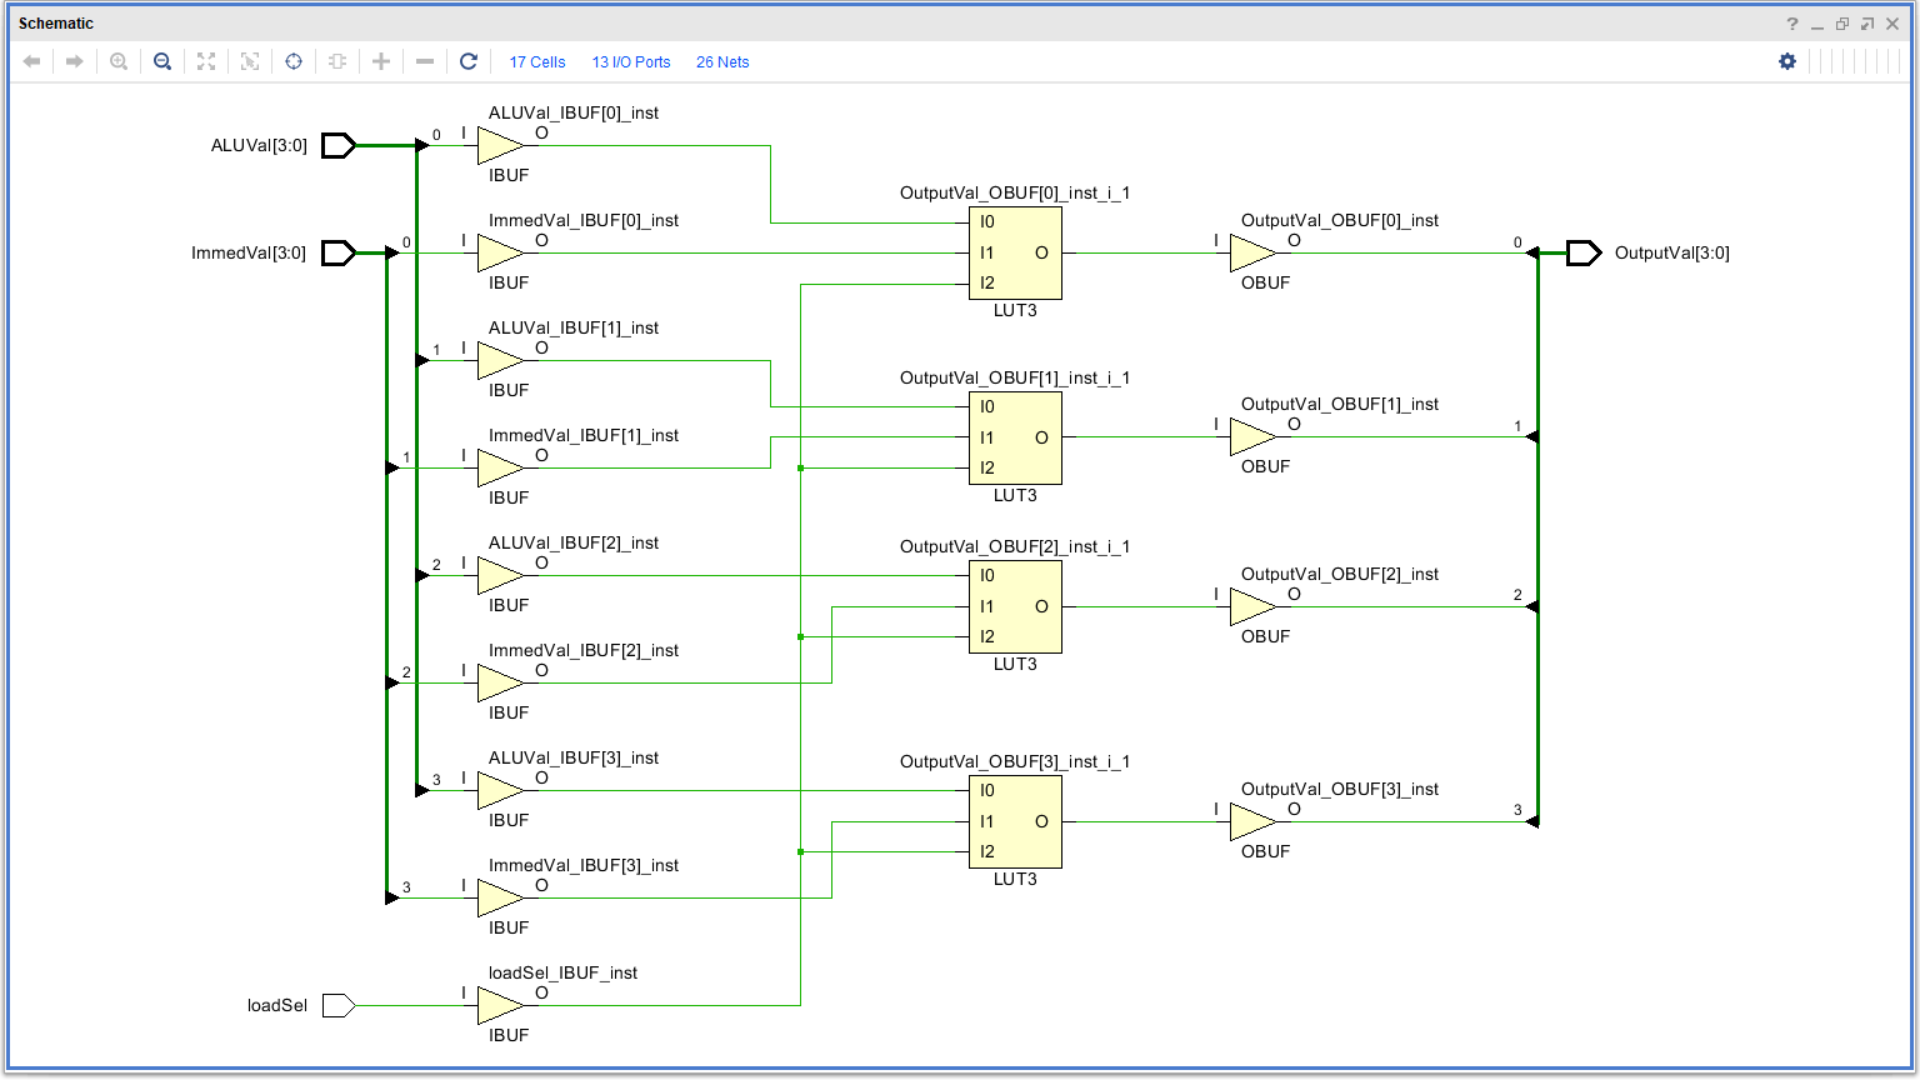 Schematic
?
17 Cells 13 I/O Ports 26 Nets
ALUVal_IBUF[0]_inst
ALUVal[3:0] 0 I O
IBUF
OutputVal_OBUF[0]_inst_i_1
ImmedVal_IBUF[0]_inst I0 OutputVal_OBUF[0]_inst
ImmedVal[3:0] 0 I O I1 O I O 0 OutputVal[3:0]
IBUF I2 OBUF
LUT3
ALUVal_IBUF[1]_inst
1 I O
OutputVal_OBUF[1]_inst_i_1
IBUF I0 OutputVal_OBUF[1]_inst
ImmedVal_IBUF[1]_inst I1 O I O 1
1 I O I2 OBUF
IBUF LUT3
ALUVal_IBUF[2]_inst OutputVal_OBUF[2]_inst_i_1
2 I O I0 OutputVal_OBUF[2]_inst
IBUF I1 O I O 2
I2 OBUF
ImmedVal_IBUF[2]_inst LUT3
2 I O
IBUF
ALUVal_IBUF[3]_inst OutputVal_OBUF[3]_inst_i_1
3 I O I0 OutputVal_OBUF[3]_inst
IBUF I1 O I O 3
I2 OBUF
ImmedVal_IBUF[3]_inst LUT3
3 I O
IBUF
loadSel_IBUF_inst
loadSel I O
IBUF